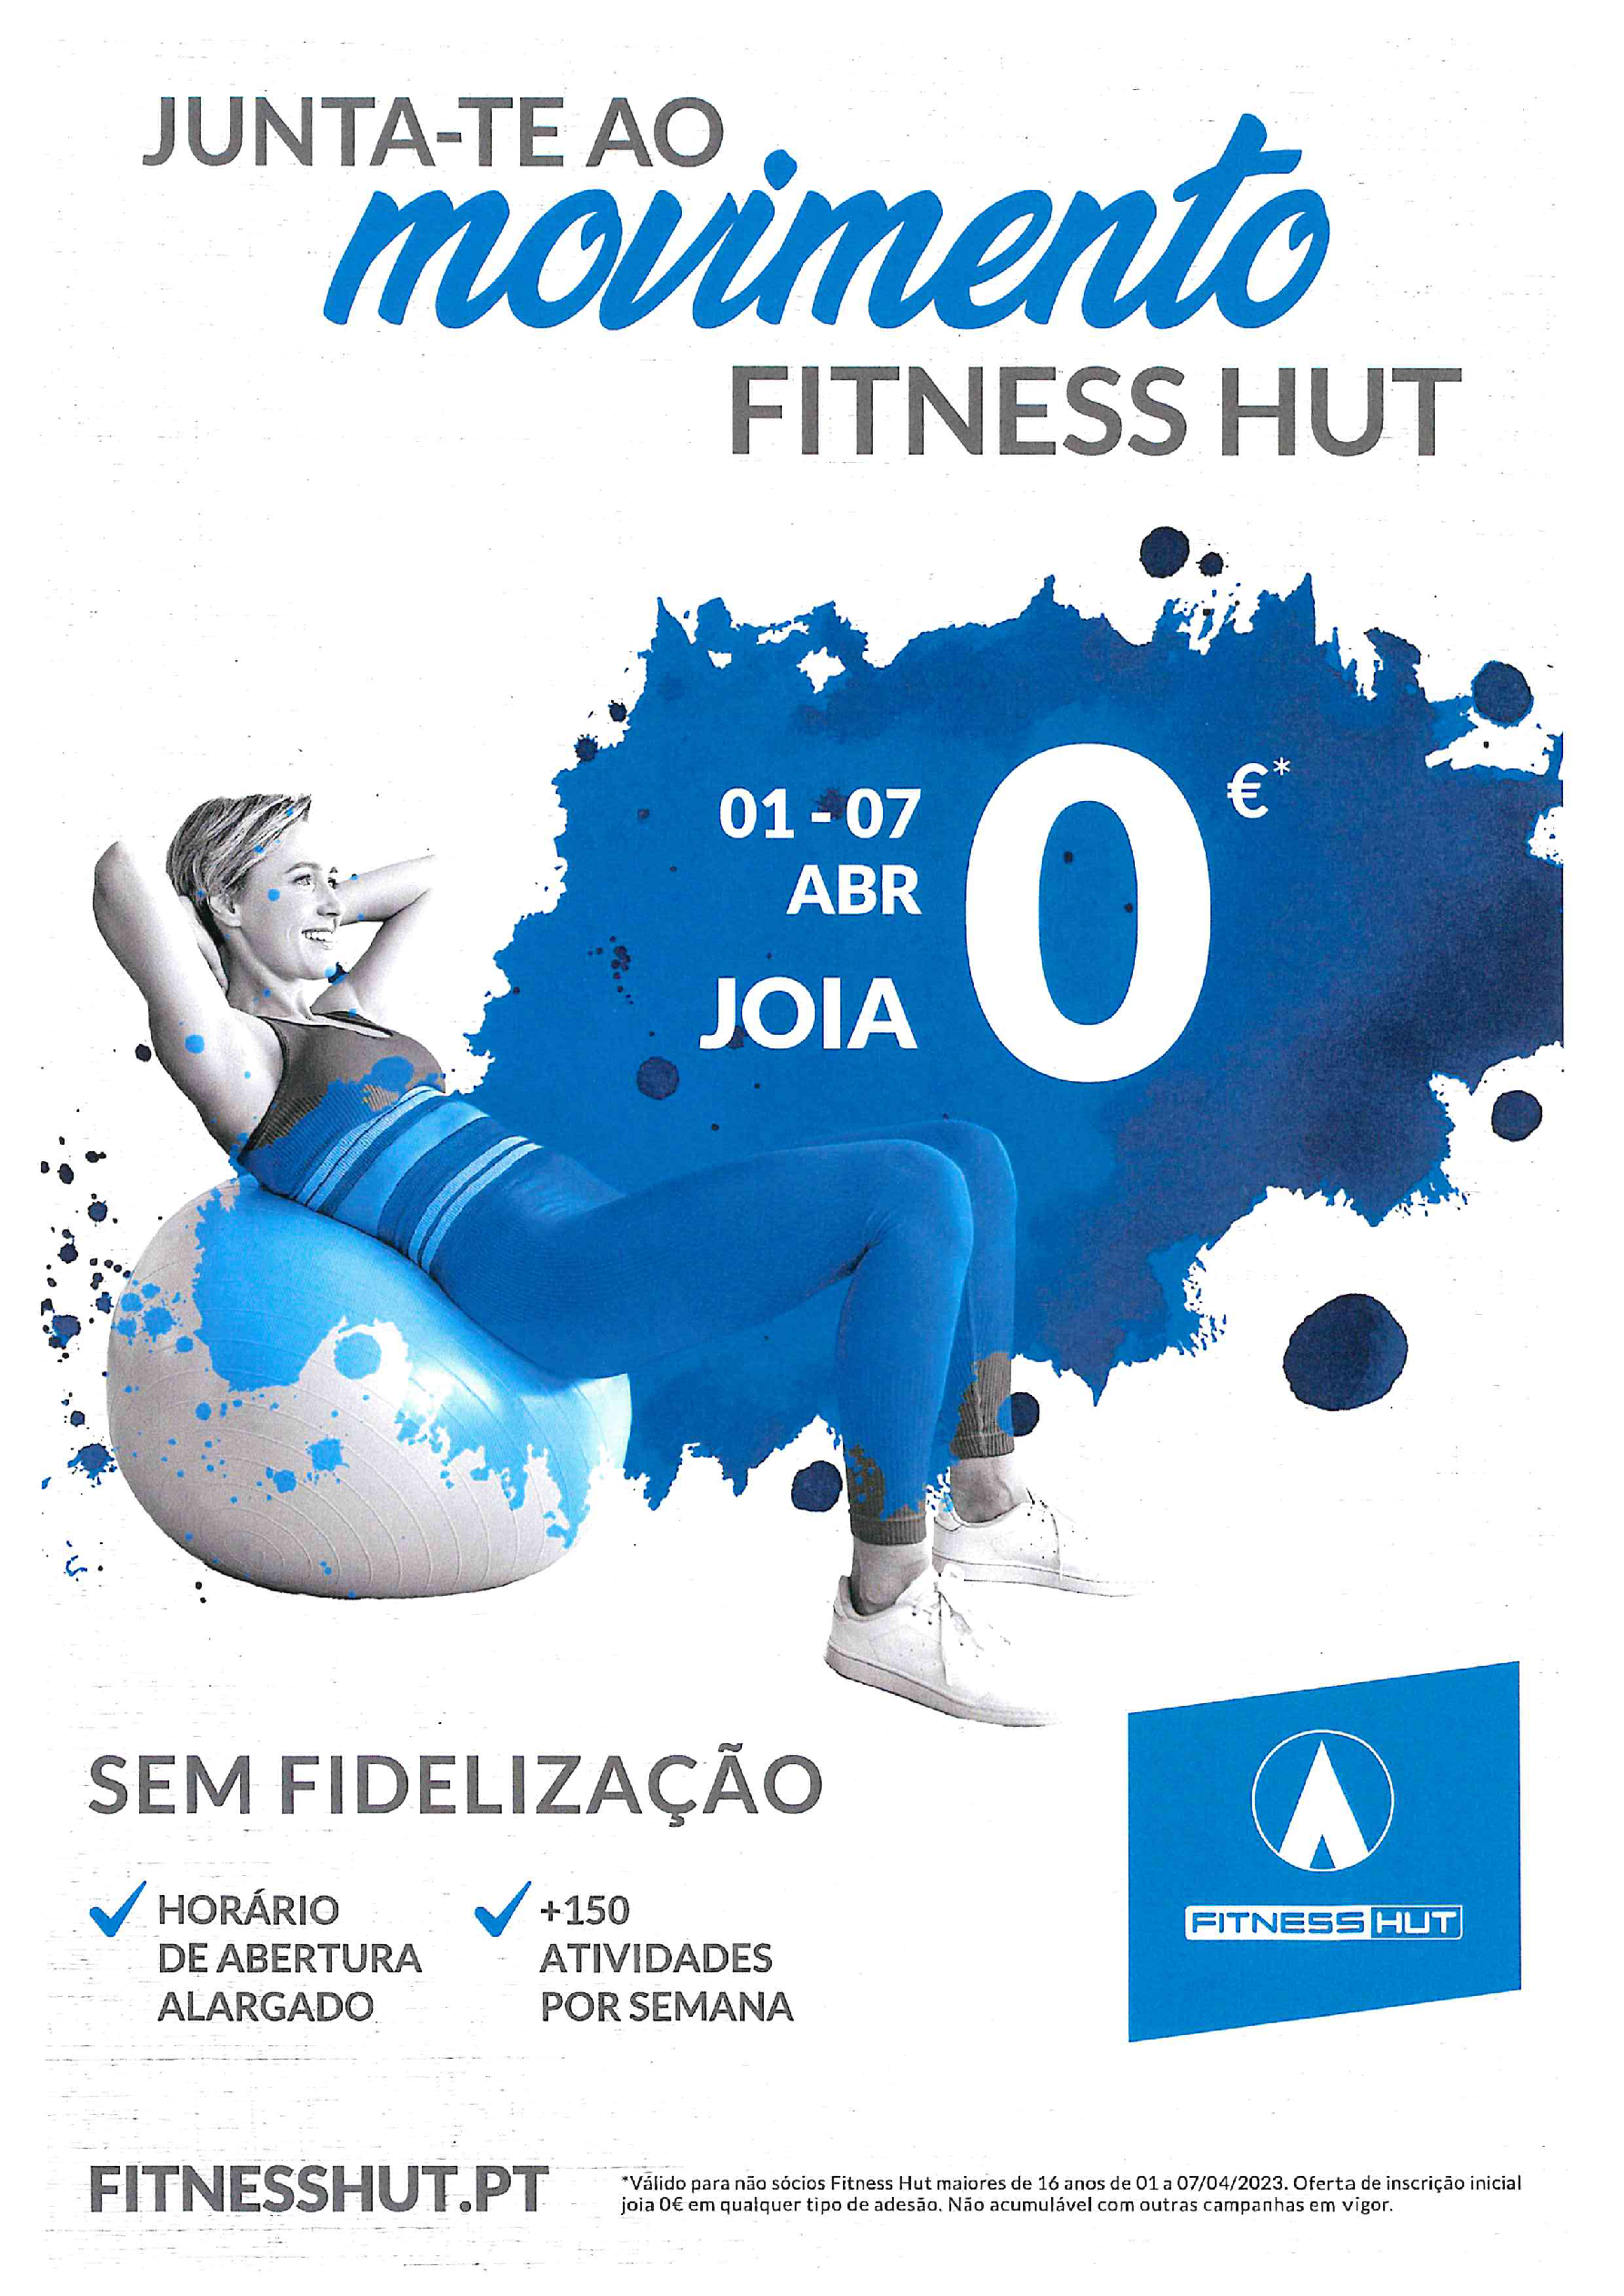 JUNTA-TE AO
movimento
FITNESS HUT
01 - 07
ABR
JOIA
0€*
SEM FIDELIZAÇÃO
HORÁRIO
DE ABERTURA
ALARGADO
+150
ATIVIDADES
POR SEMANA
FITNESS HUT
FITNESSHUT.PT
*Válido para não sócios Fitness Hut maiores de 16 anos de 01 a 07/04/2023. Oferta de inscrição inicial
joia 0€ em qualquer tipo de adesão. Não acumulável com outras campanhas em vigor.